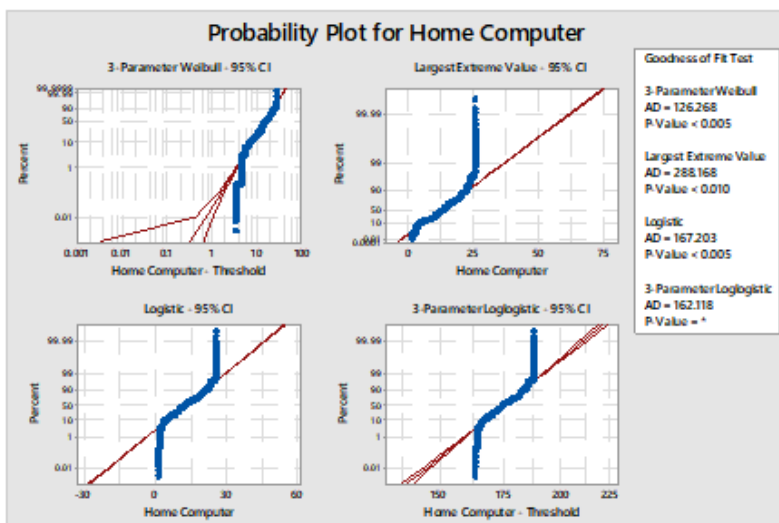 Probability Plot for Home Computer
3-Parameter Weibull - 95% CI
Largest Extreme Value - 95% CI
Percent
90
50
10
1
0.01
0.001
0.01
0.1
1
10
100
Home Computer - Threshold
Percent
99.99
99
90
50
10
0
25
50
75
Home Computer
Logistic - 95% CI
3-Parameter Loglogistic - 95% CI
Percent
99.99
99
90
50
10
1
0.01
-30
0
30
60
Home Computer
Percent
99.99
99
90
50
10
1
0.01
150
175
200
225
Home Computer - Threshold
Goodness of Fit Test
3-Parameter Weibull
AD = 126.268
P-Value < 0.005
Largest Extreme Value
AD = 288.168
P-Value < 0.010
Logistic
AD = 167.203
P-Value < 0.005
3-Parameter Loglogistic
AD = 162.118
P-Value = *